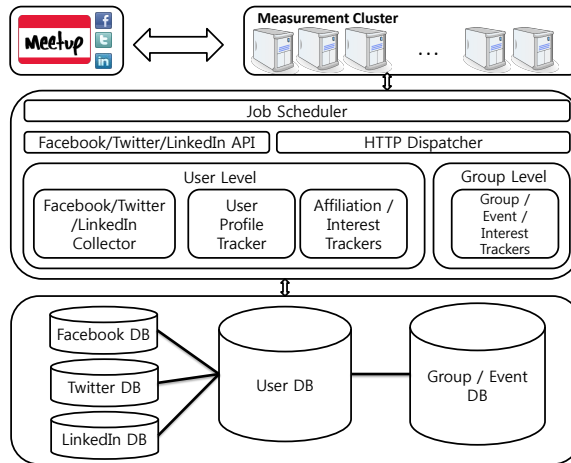 Meetup
f
t
in
Measurement Cluster
...
Job Scheduler
Facebook/Twitter/LinkedIn API
HTTP Dispatcher
User Level
Group Level
Facebook/Twitter
/LinkedIn
Collector
User
Profile
Tracker
Affiliation /
Interest
Trackers
Group /
Event /
Interest
Trackers
Facebook DB
Twitter DB
LinkedIn DB
User DB
Group / Event
DB